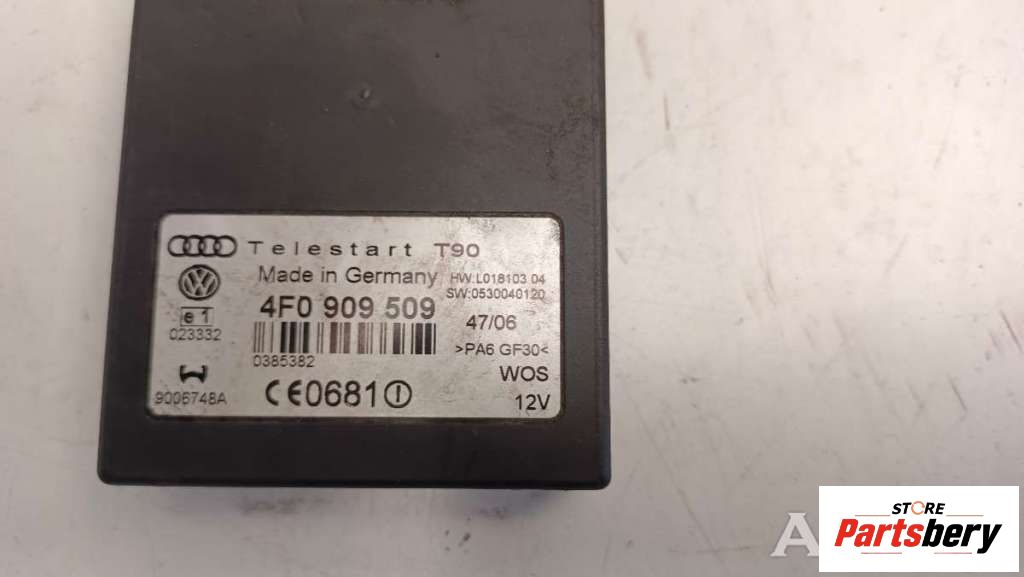 Telestart T90
Made in Germany
HW:L018103 04
SW:0530040120
4F0 909 509
47/06
e1
023332
0385382
>PA6 GF30<
WOS
9006748A
CE0681
12V
STORE
Partsbery
A